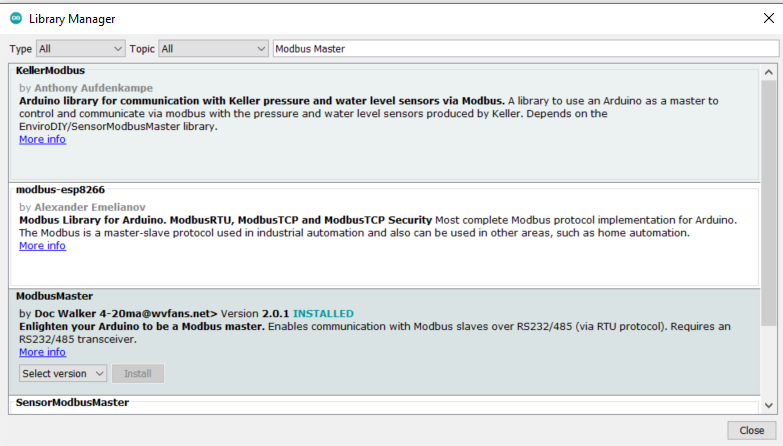 Library Manager
Type All Topic All Modbus Master
KellerModbus
by Anthony Aufdenkampe
Arduino library for communication with Keller pressure and water level sensors via Modbus. A library to use an Arduino as a master to
control and communicate via modbus with the pressure and water level sensors produced by Keller. Depends on the
EnviroDIY/SensorModbusMaster library.
More info
modbus-esp8266
by Alexander Emelianov
Modbus Library for Arduino. ModbusRTU, ModbusTCP and ModbusTCP Security Most complete Modbus protocol implementation for Arduino.
The Modbus is a master-slave protocol used in industrial automation and also can be used in other areas, such as home automation.
More info
ModbusMaster
by Doc Walker 4-20ma@wvfans.net> Version 2.0.1 INSTALLED
Enlighten your Arduino to be a Modbus master. Enables communication with Modbus slaves over RS232/485 (via RTU protocol). Requires an
RS232/485 transceiver.
More info
Select version Install
SensorModbusMaster
Close